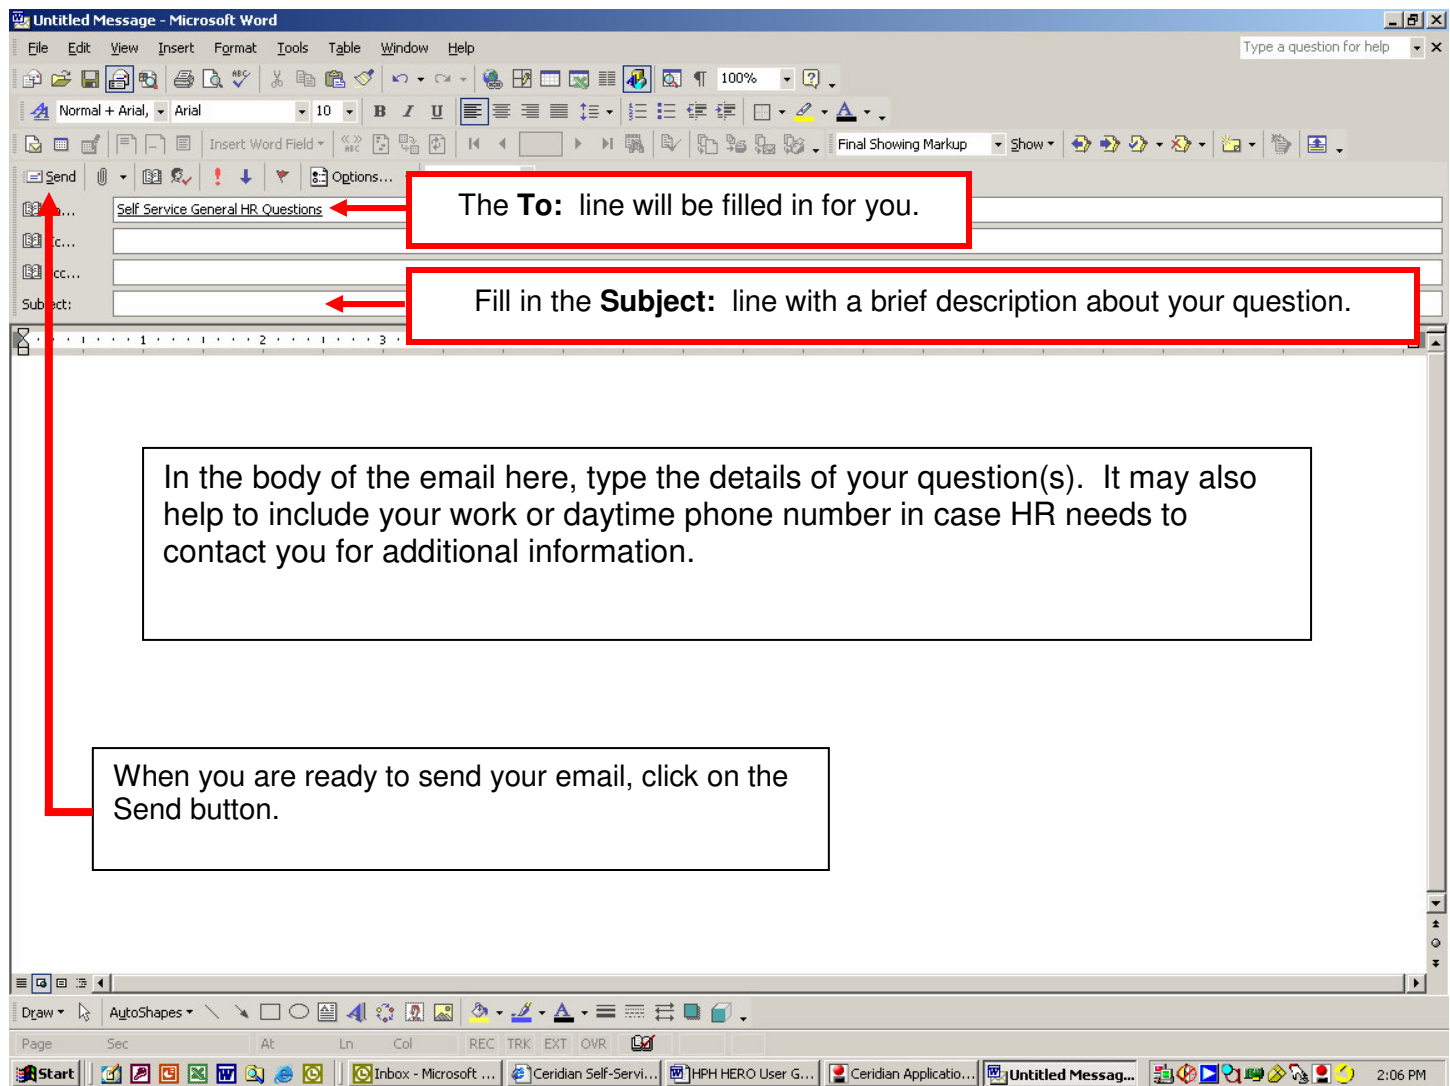 Untitled Message - Microsoft Word
File Edit View Insert Format Tools Table Window Help Type a question for help
100%
Normal + Arial, Arial 10 B I U
Insert Word Field Final Showing Markup Show
Send Options...
Self Service General HR Questions
The To: line will be filled in for you.
Subject:
Fill in the Subject: line with a brief description about your question.
1 2 3
In the body of the email here, type the details of your question(s). It may also
help to include your work or daytime phone number in case HR needs to
contact you for additional information.
When you are ready to send your email, click on the
Send button.
Draw AutoShapes
Page Sec At Ln Col REC TRK EXT OVR
Start Inbox - Microsoft ... Ceridian Self-Servi... HPH HERO User G... Ceridian Applicatio... Untitled Messag... 2:06 PM